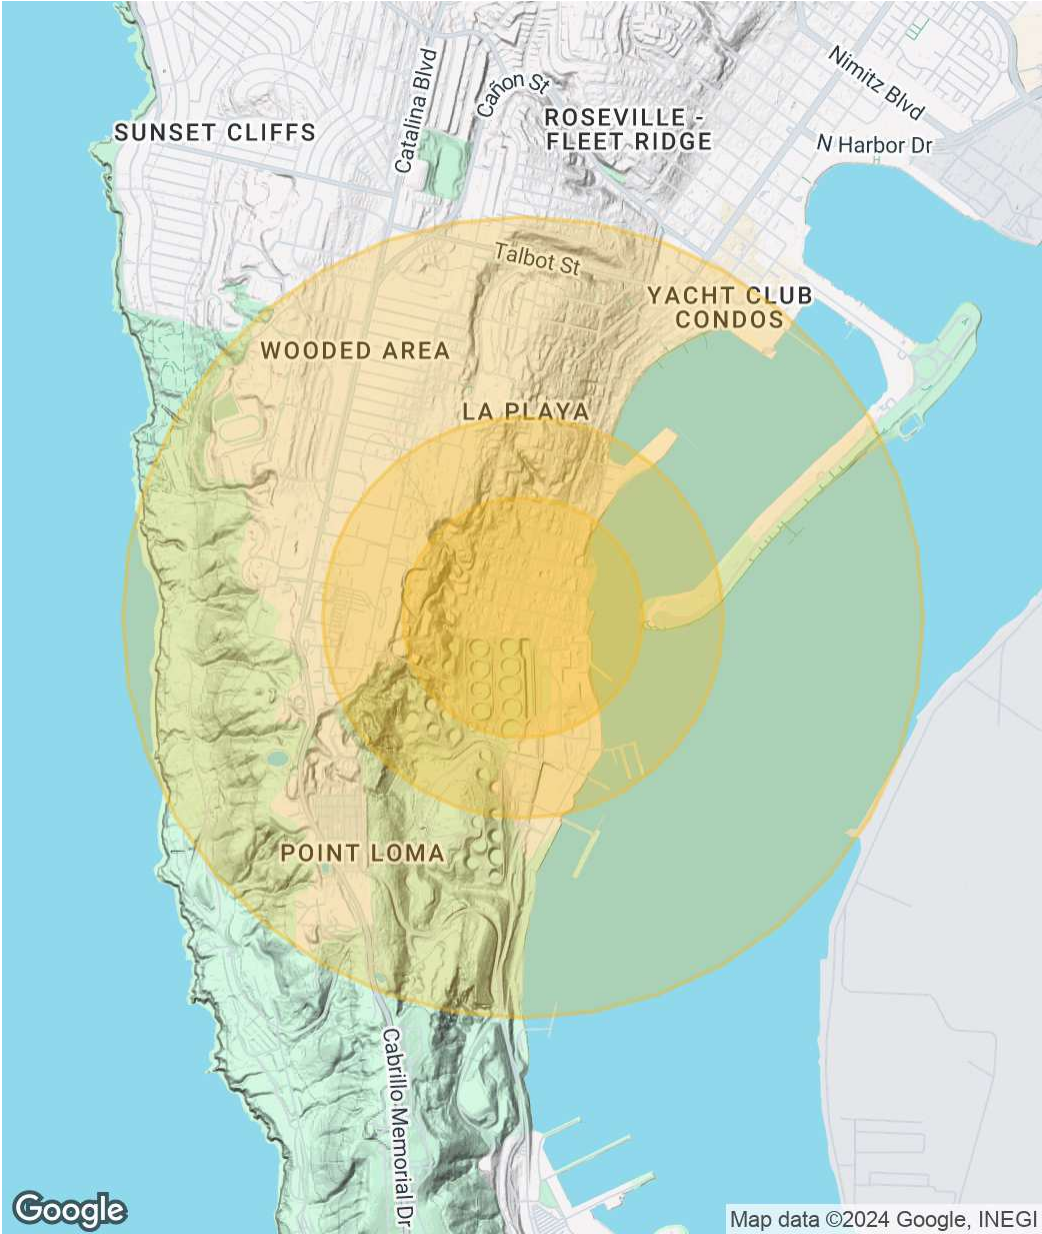 Nimitz Blvd
Catalina Blvd
Cañon St
ROSEVILLE -
FLEET RIDGE
SUNSET CLIFFS
N Harbor Dr
Talbot St
YACHT CLUB
CONDOS
WOODED AREA
LA PLAYA
POINT LOMA
Cabrillo Memorial Dr
Google
Map data ©2024 Google, INEGI